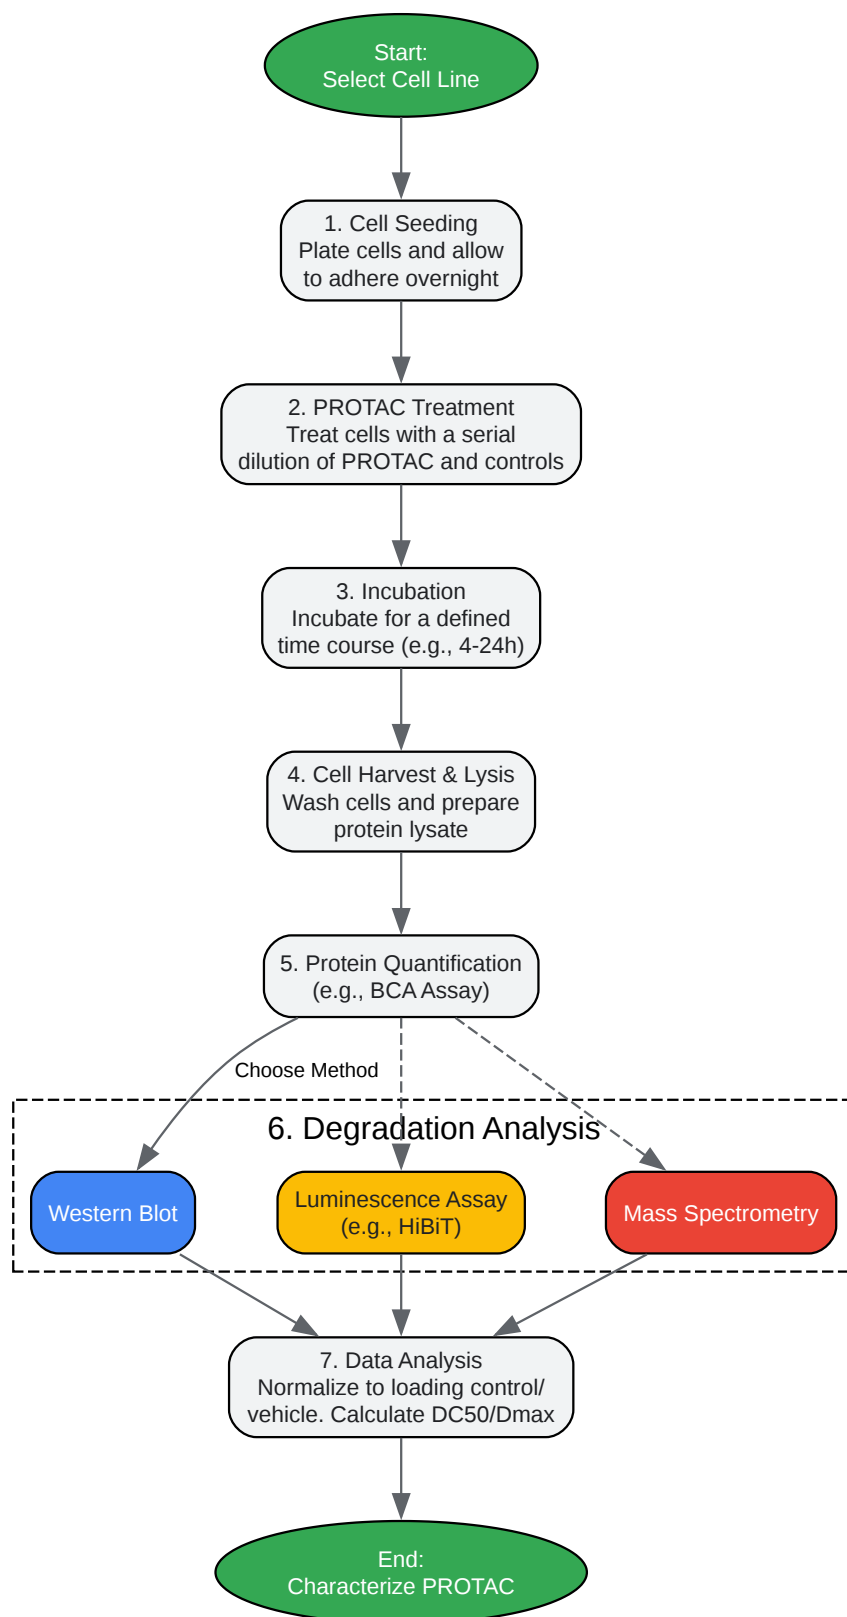 Start:
Select Cell Line
1. Cell Seeding
Plate cells and allow
to adhere overnight
2. PROTAC Treatment
Treat cells with a serial
dilution of PROTAC and controls
3. Incubation
Incubate for a defined
time course (e.g., 4-24h)
4. Cell Harvest & Lysis
Wash cells and prepare
protein lysate
5. Protein Quantification
(e.g., BCA Assay)
Choose Method
6. Degradation Analysis
Western Blot
Luminescence Assay
(e.g., HiBiT)
Mass Spectrometry
7. Data Analysis
Normalize to loading control/
vehicle. Calculate DC50/Dmax
End:
Characterize PROTAC